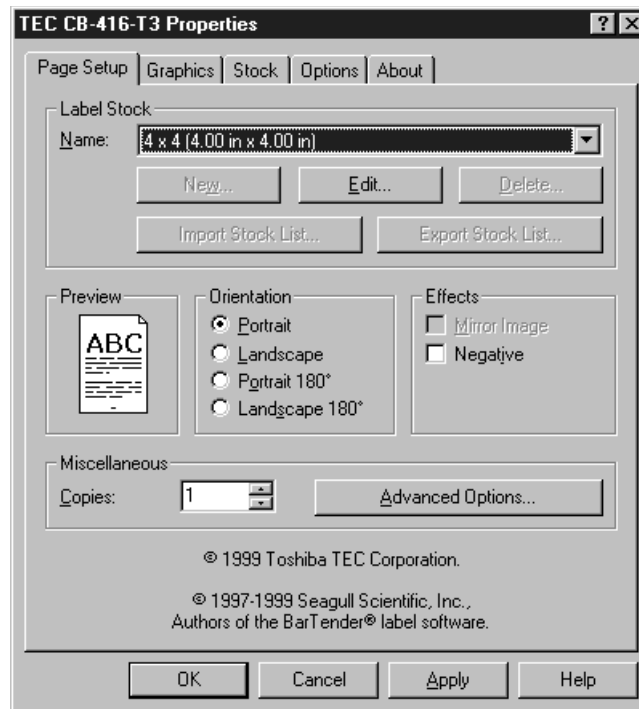 TEC CB-416-T3 Properties
Page Setup Graphics Stock Options About
Label Stock
Name: 4 x 4 (4.00 in x 4.00 in)
New... Edit... Delete...
Import Stock List... Export Stock List...
Preview Orientation Effects
ABC
Portrait Mirror Image
Landscape Negative
Portrait 180°
Landscape 180°
Miscellaneous
Copies: 1 Advanced Options...
© 1999 Toshiba TEC Corporation.
© 1997-1999 Seagull Scientific, Inc.,
Authors of the BarTender® label software.
OK Cancel Apply Help